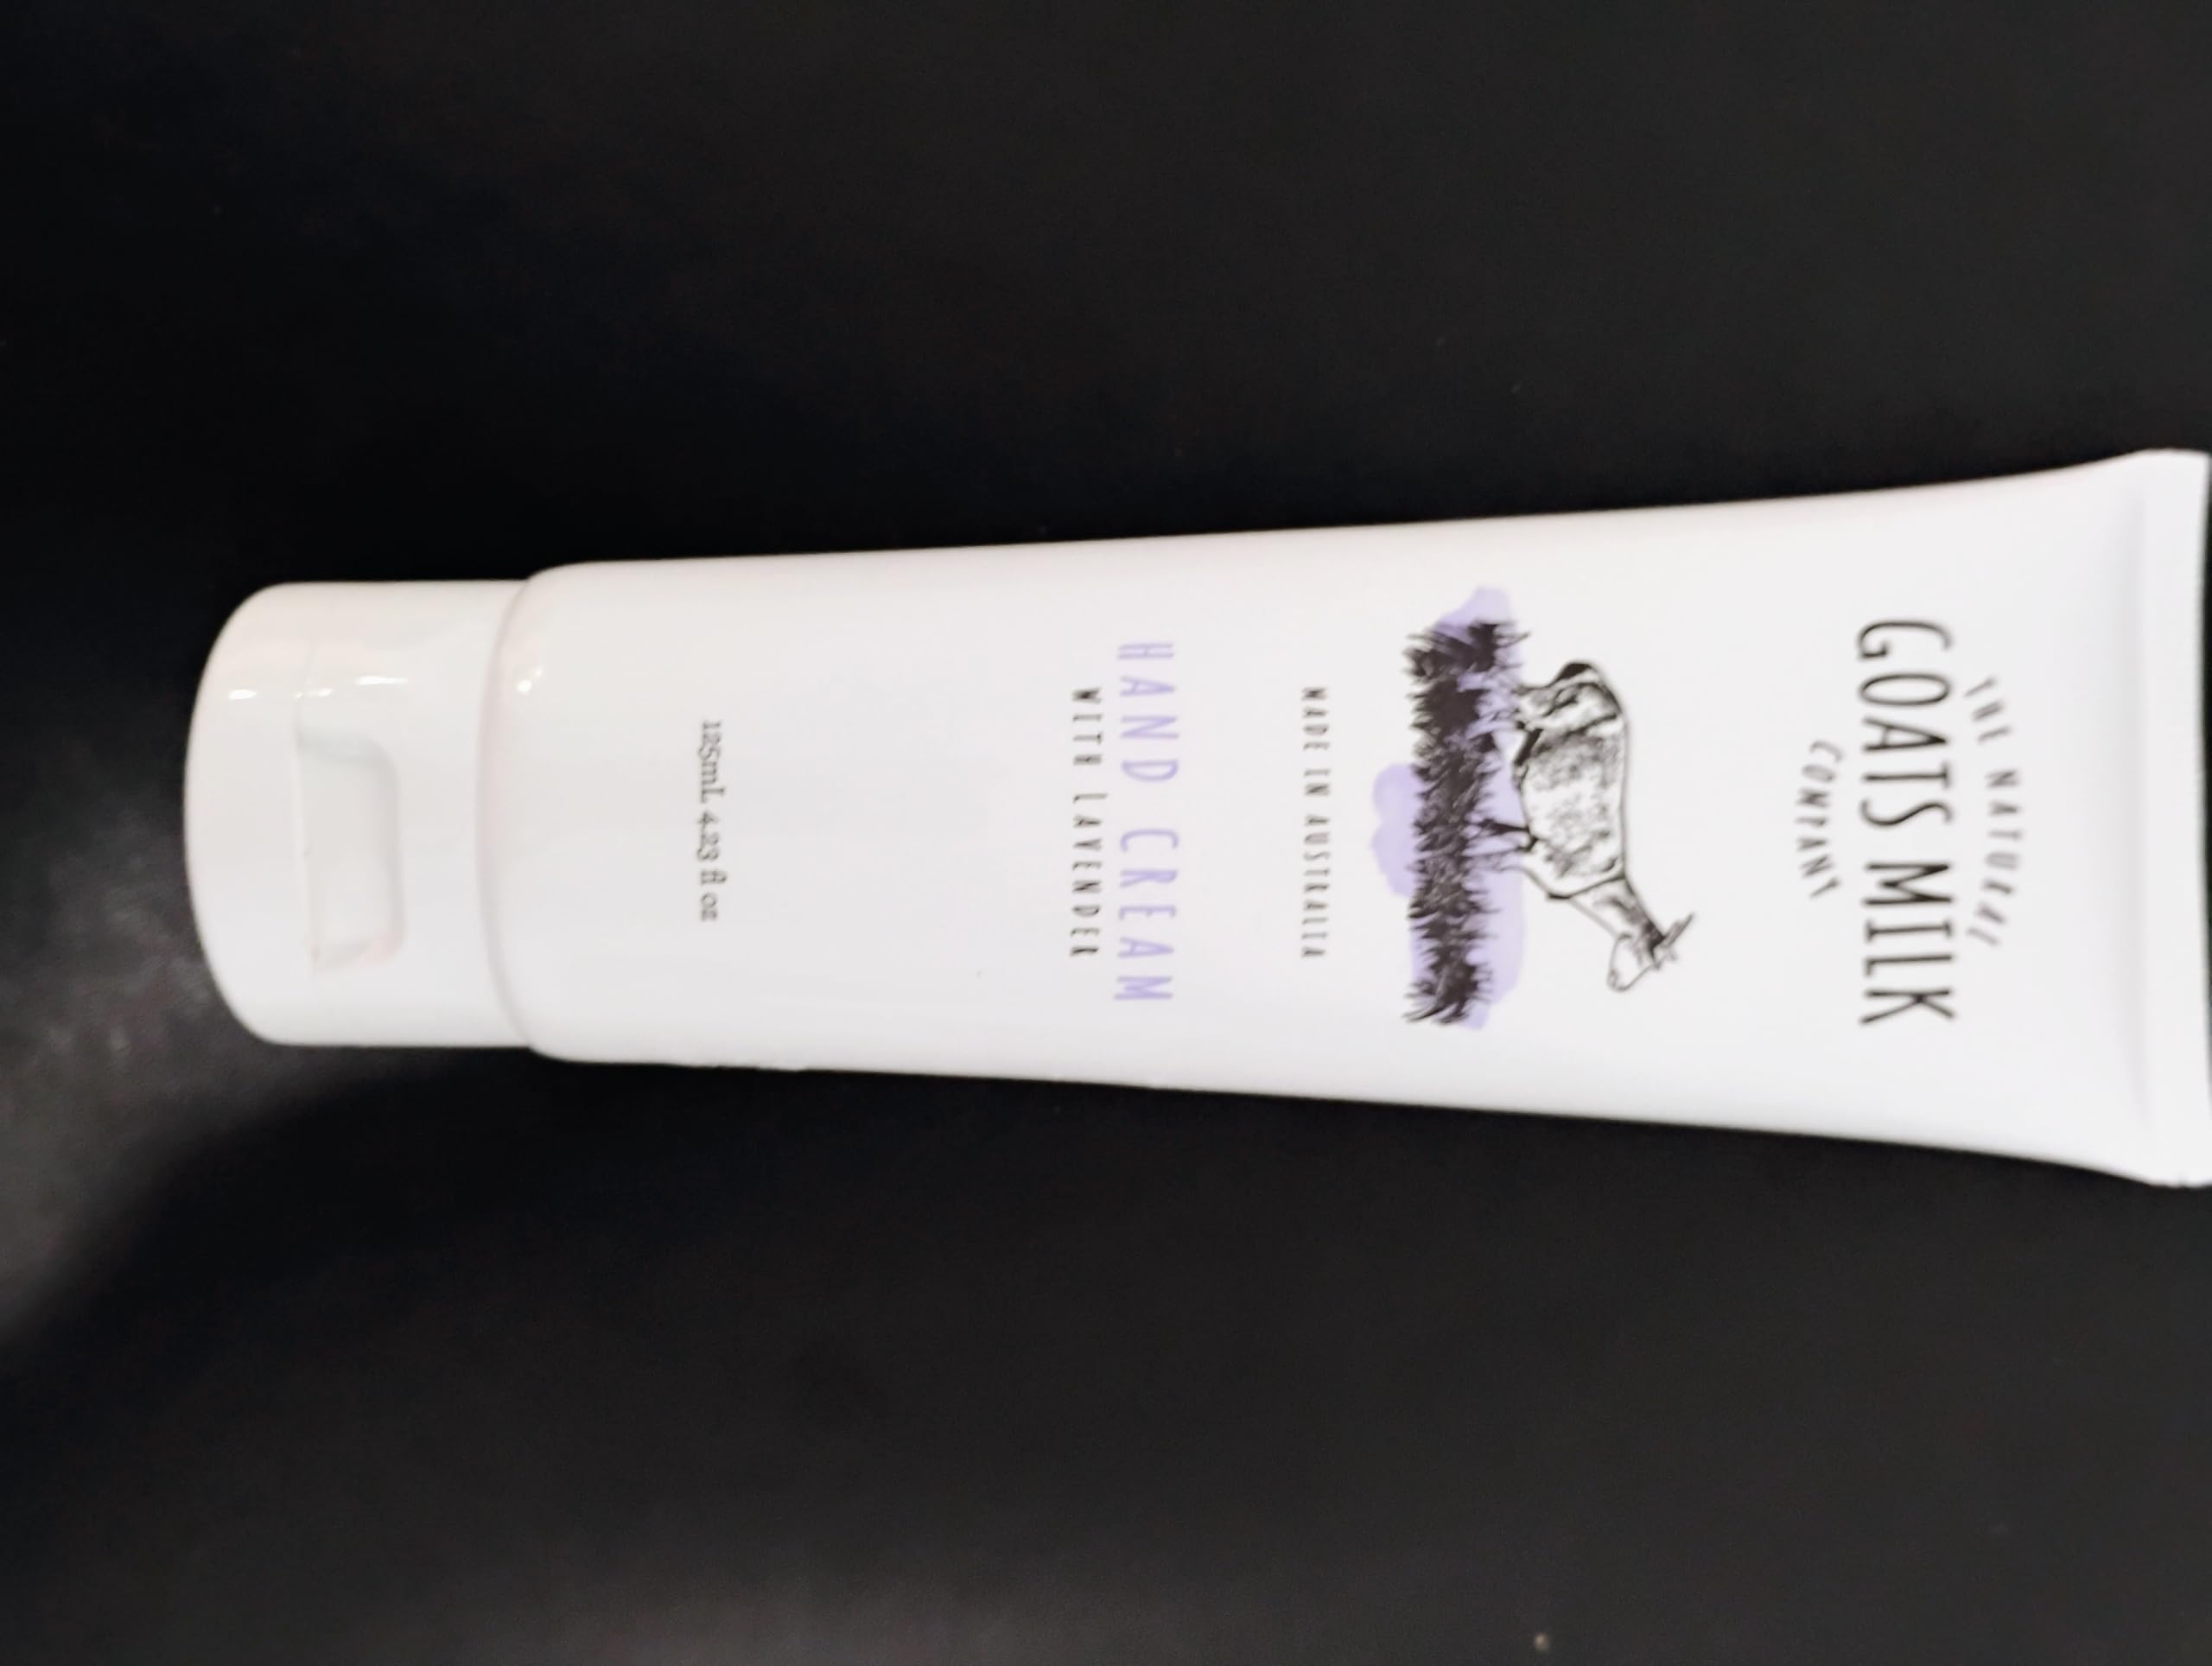 THE NATURAL
GOATS MILK
COMPANY
MADE IN AUSTRALIA
HAND CREAM
WITH LAVENDER
125mL 4.23 fl oz